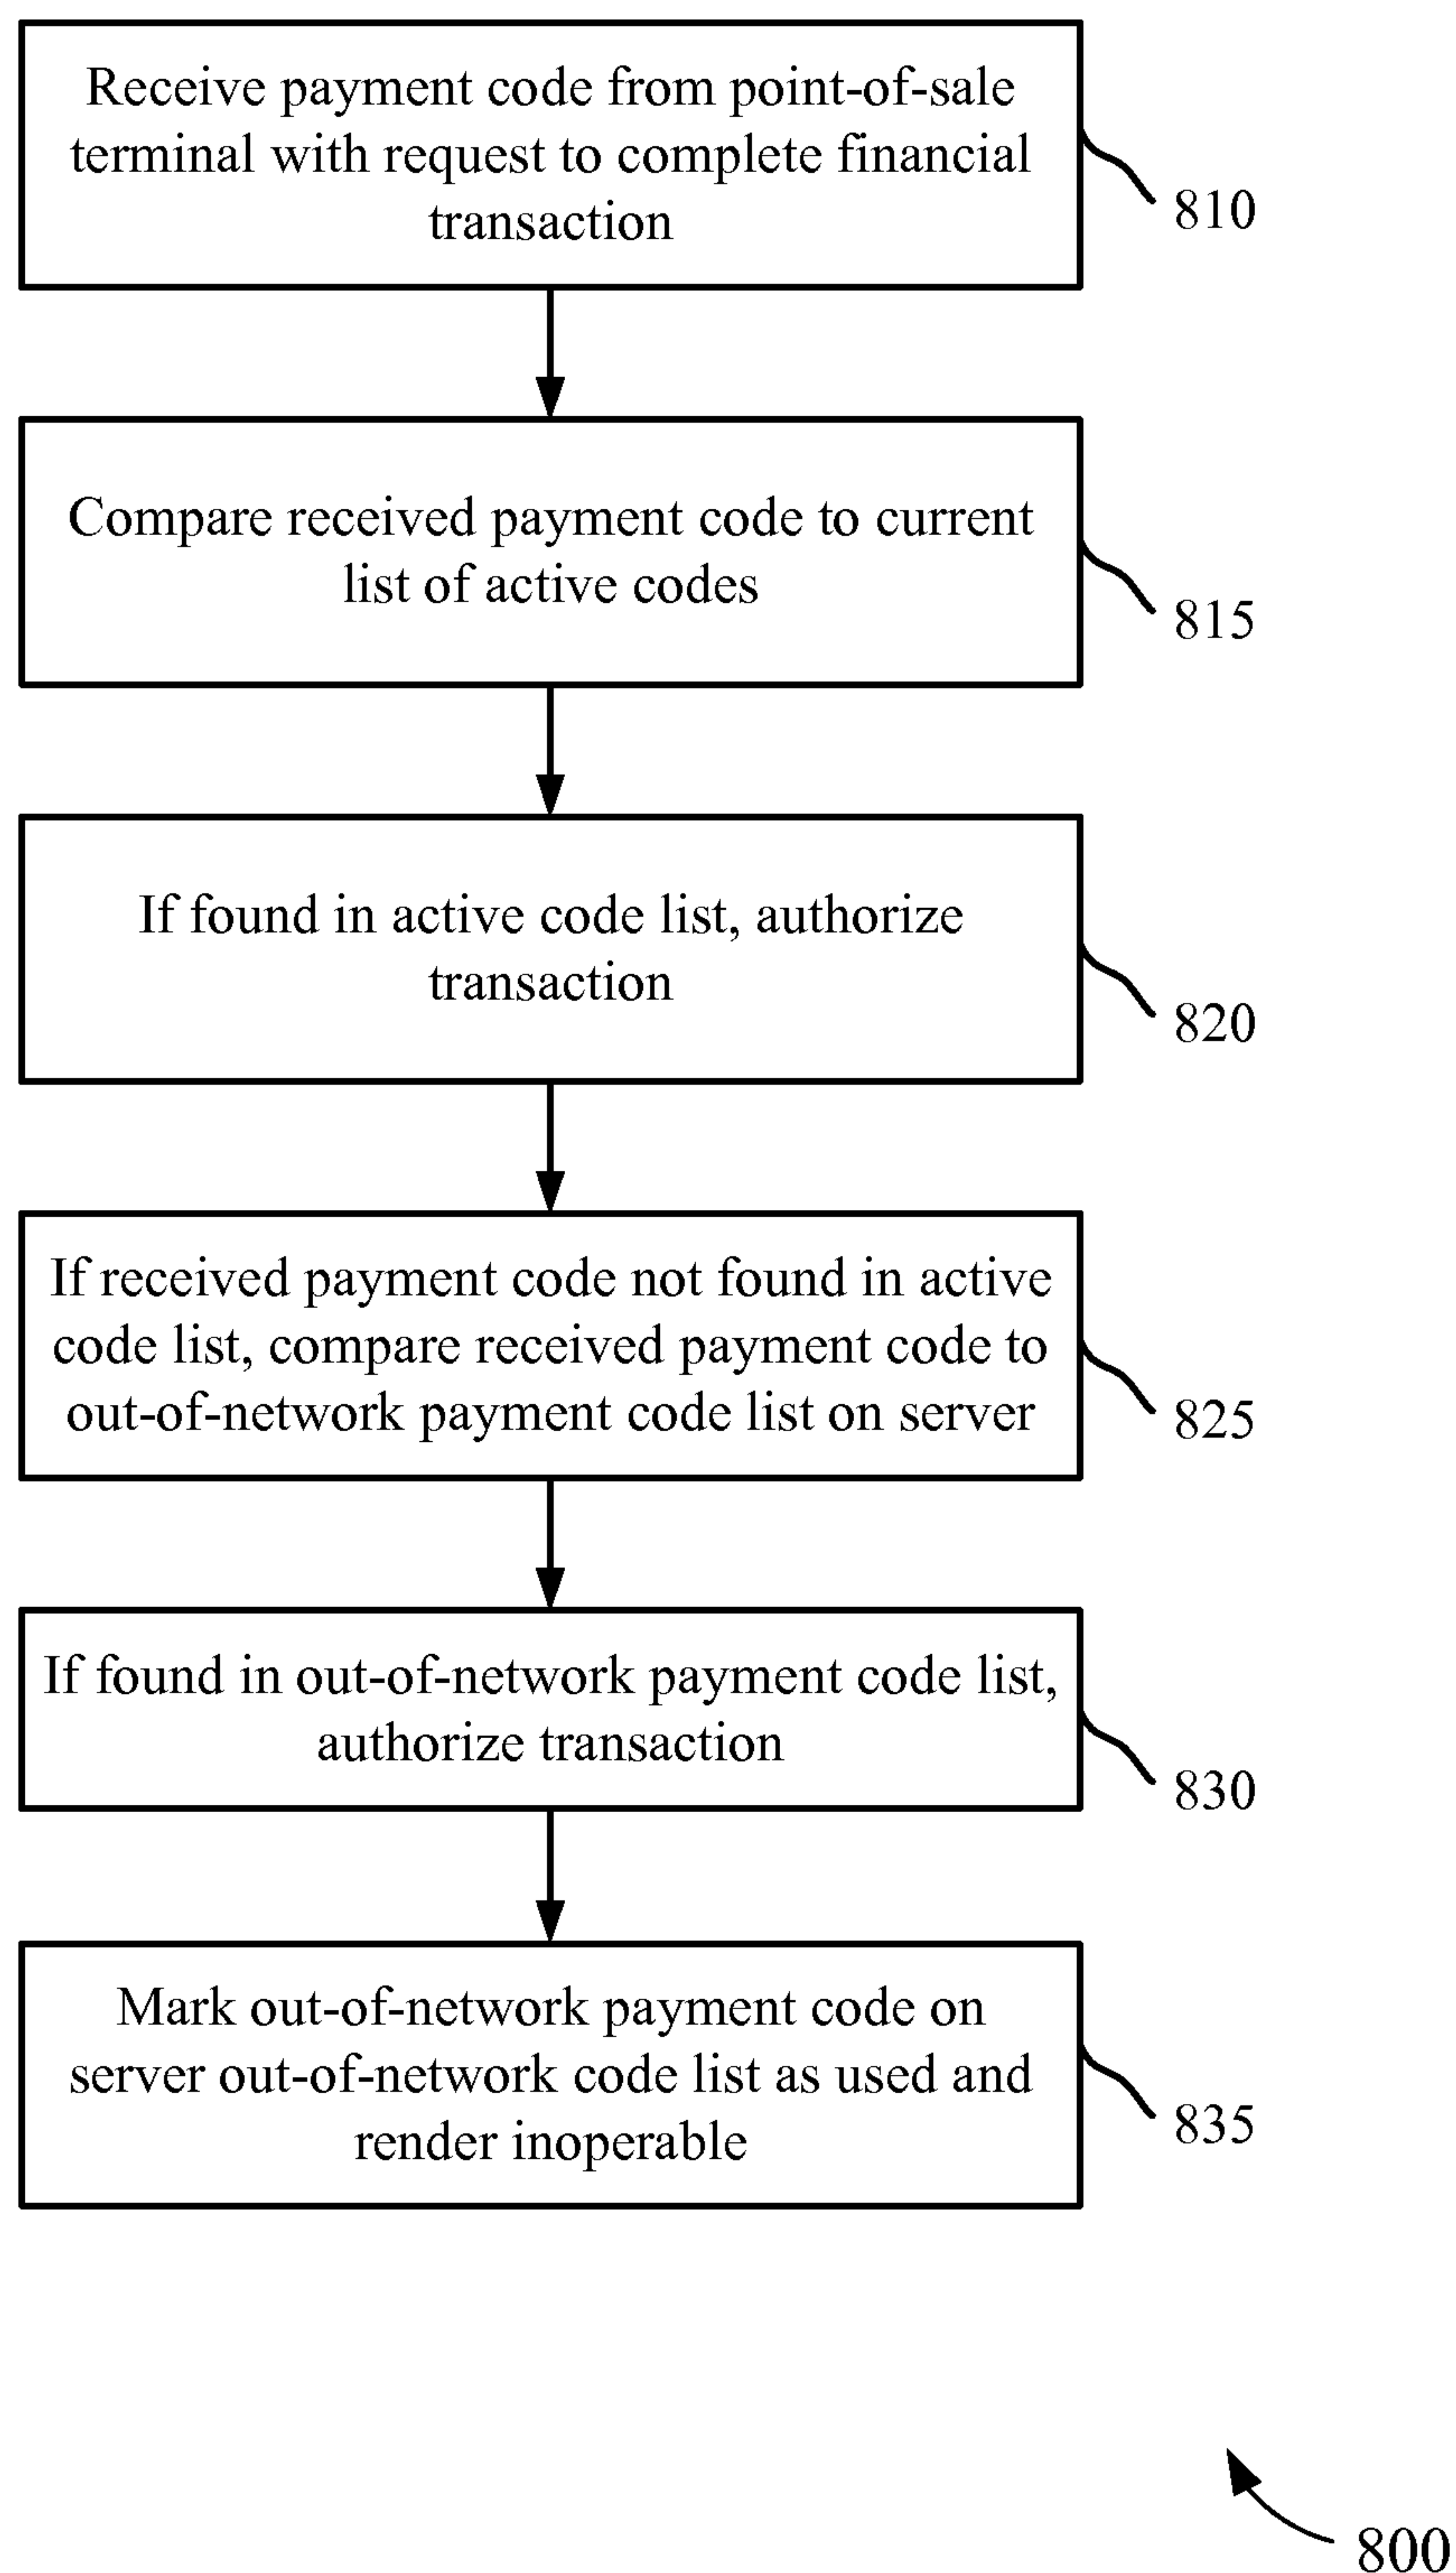 Receive payment code from point-of-sale
terminal with request to complete financial
transaction
810
Compare received payment code to current
list of active codes
815
If found in active code list, authorize
transaction
820
If received payment code not found in active
code list, compare received payment code to
out-of-network payment code list on server
825
If found in out-of-network payment code list,
authorize transaction
830
Mark out-of-network payment code on
server out-of-network code list as used and
render inoperable
835
800